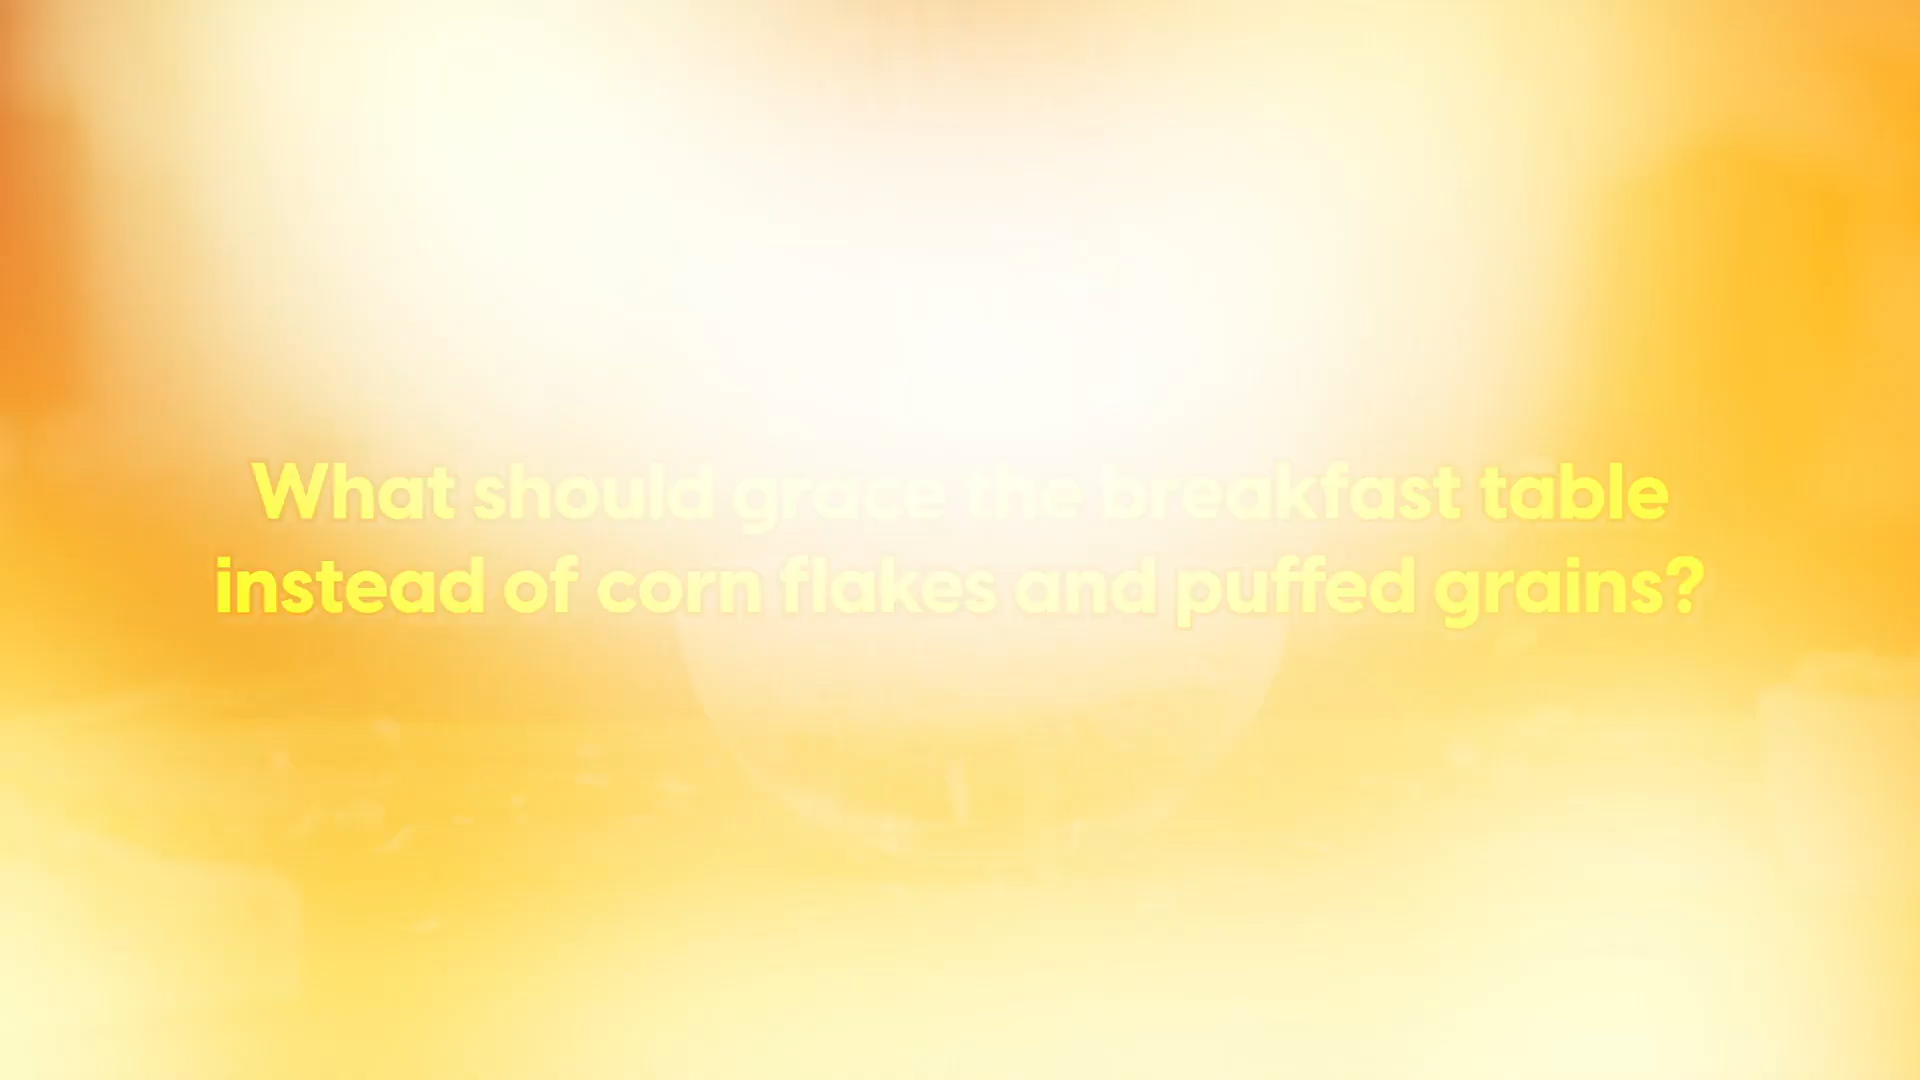 What should grace the breakfast table
instead of corn flakes and puffed grains?